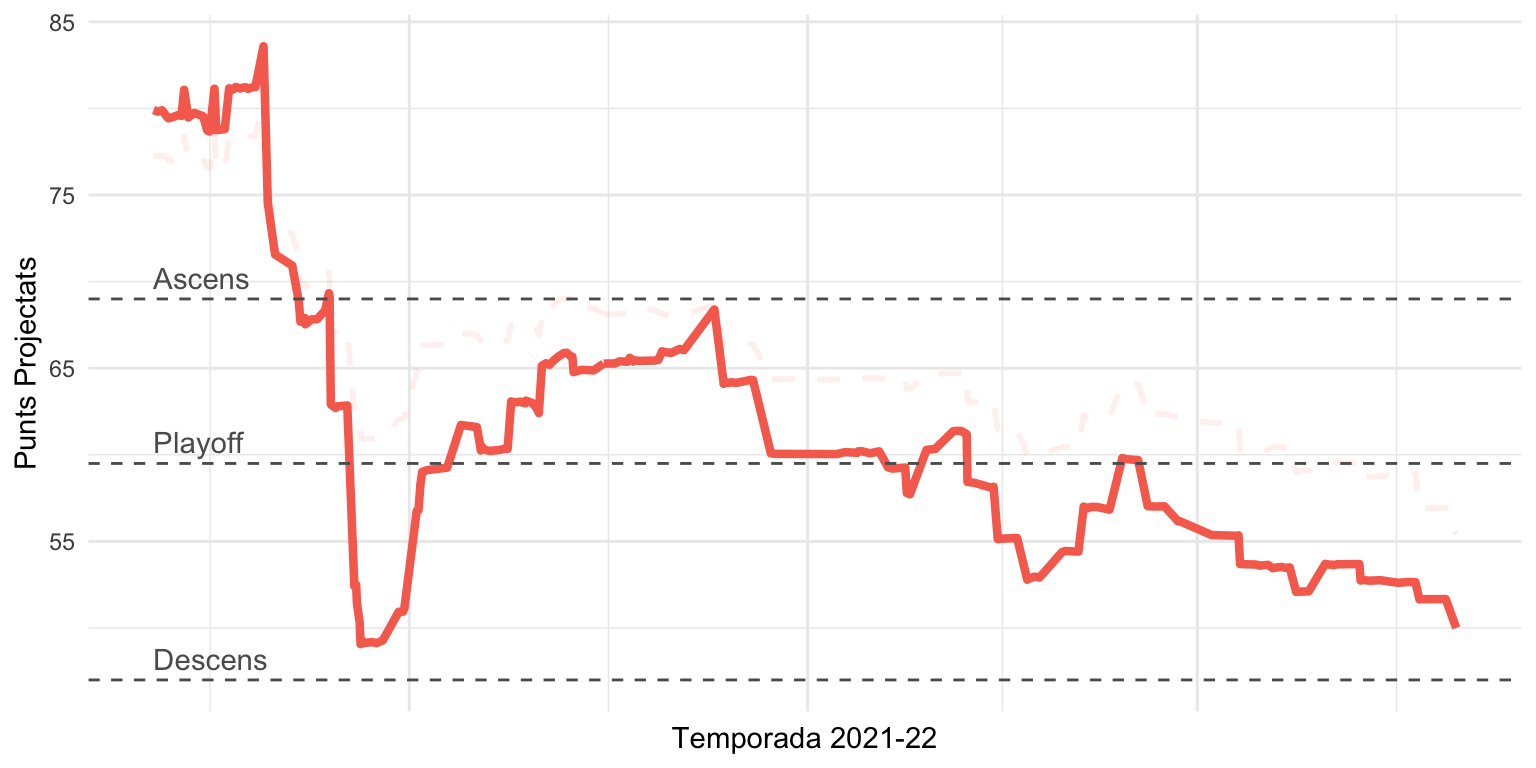 85
75
65
55
Punts Projectats
Ascens
Playoff
Descens
Temporada 2021-22